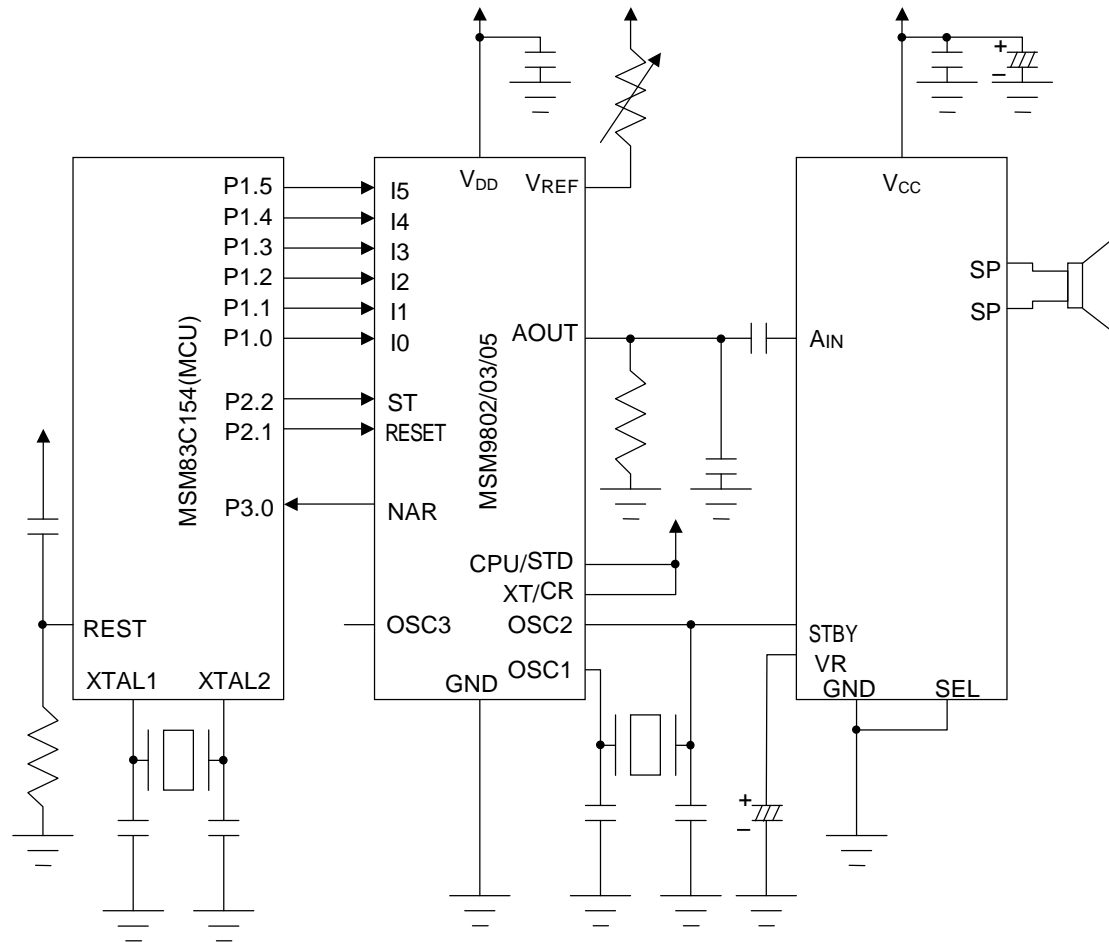 +
−
VDD
VREF
VCC
MSM83C154(MCU)
P1.5
P1.4
P1.3
P1.2
P1.1
P1.0
P2.2
P2.1
P3.0
REST
XTAL1
XTAL2
MSM9802/03/05
I5
I4
I3
I2
I1
I0
ST
RESET
NAR
OSC3
GND
AOUT
CPU/STD
XT/CR
OSC2
OSC1
SP
SP
AIN
STBY
VR
GND
SEL
+
−